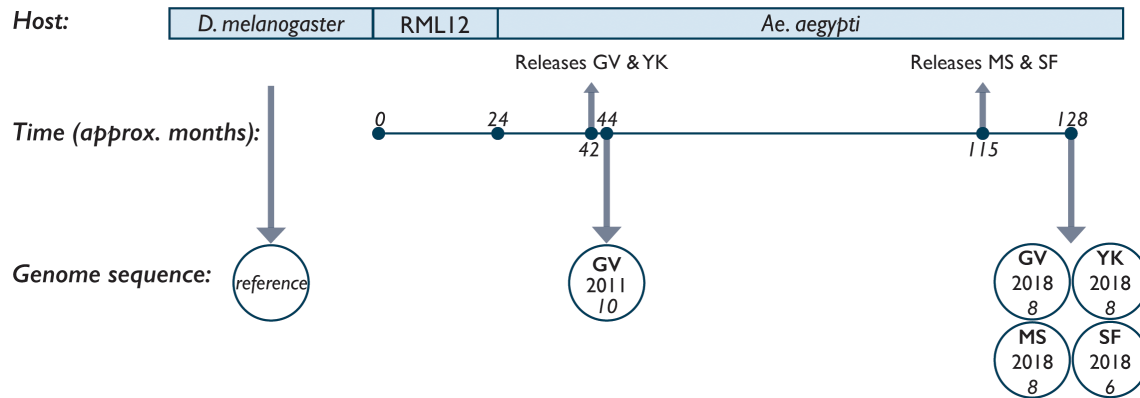 Host:
D. melanogaster
RML12
Ae. aegypti
Releases GV & YK
Releases MS & SF
Time (approx. months):
0
24
42
44
115
128
Genome sequence:
reference
GV
2011
10
GV
2018
8
YK
2018
8
MS
2018
8
SF
2018
6